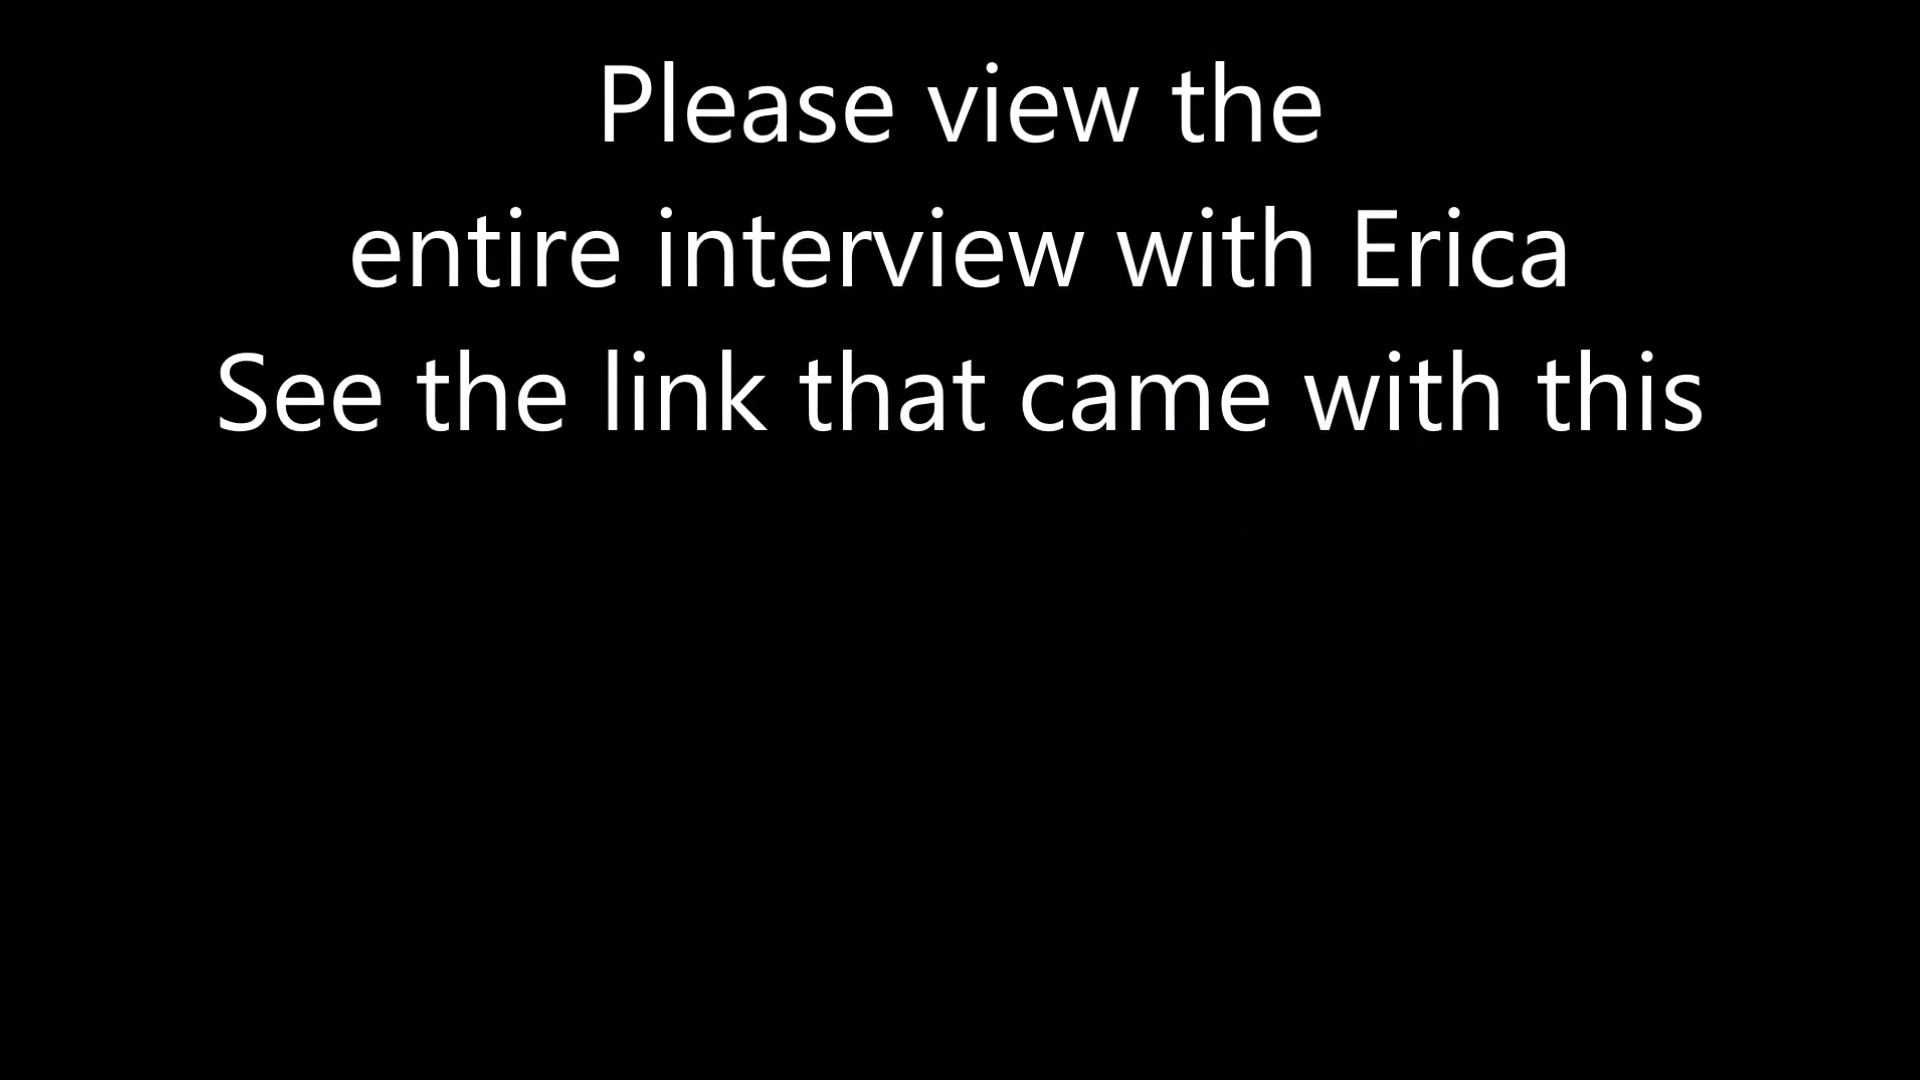 Please view the
entire interview with Erica
See the link that came with this